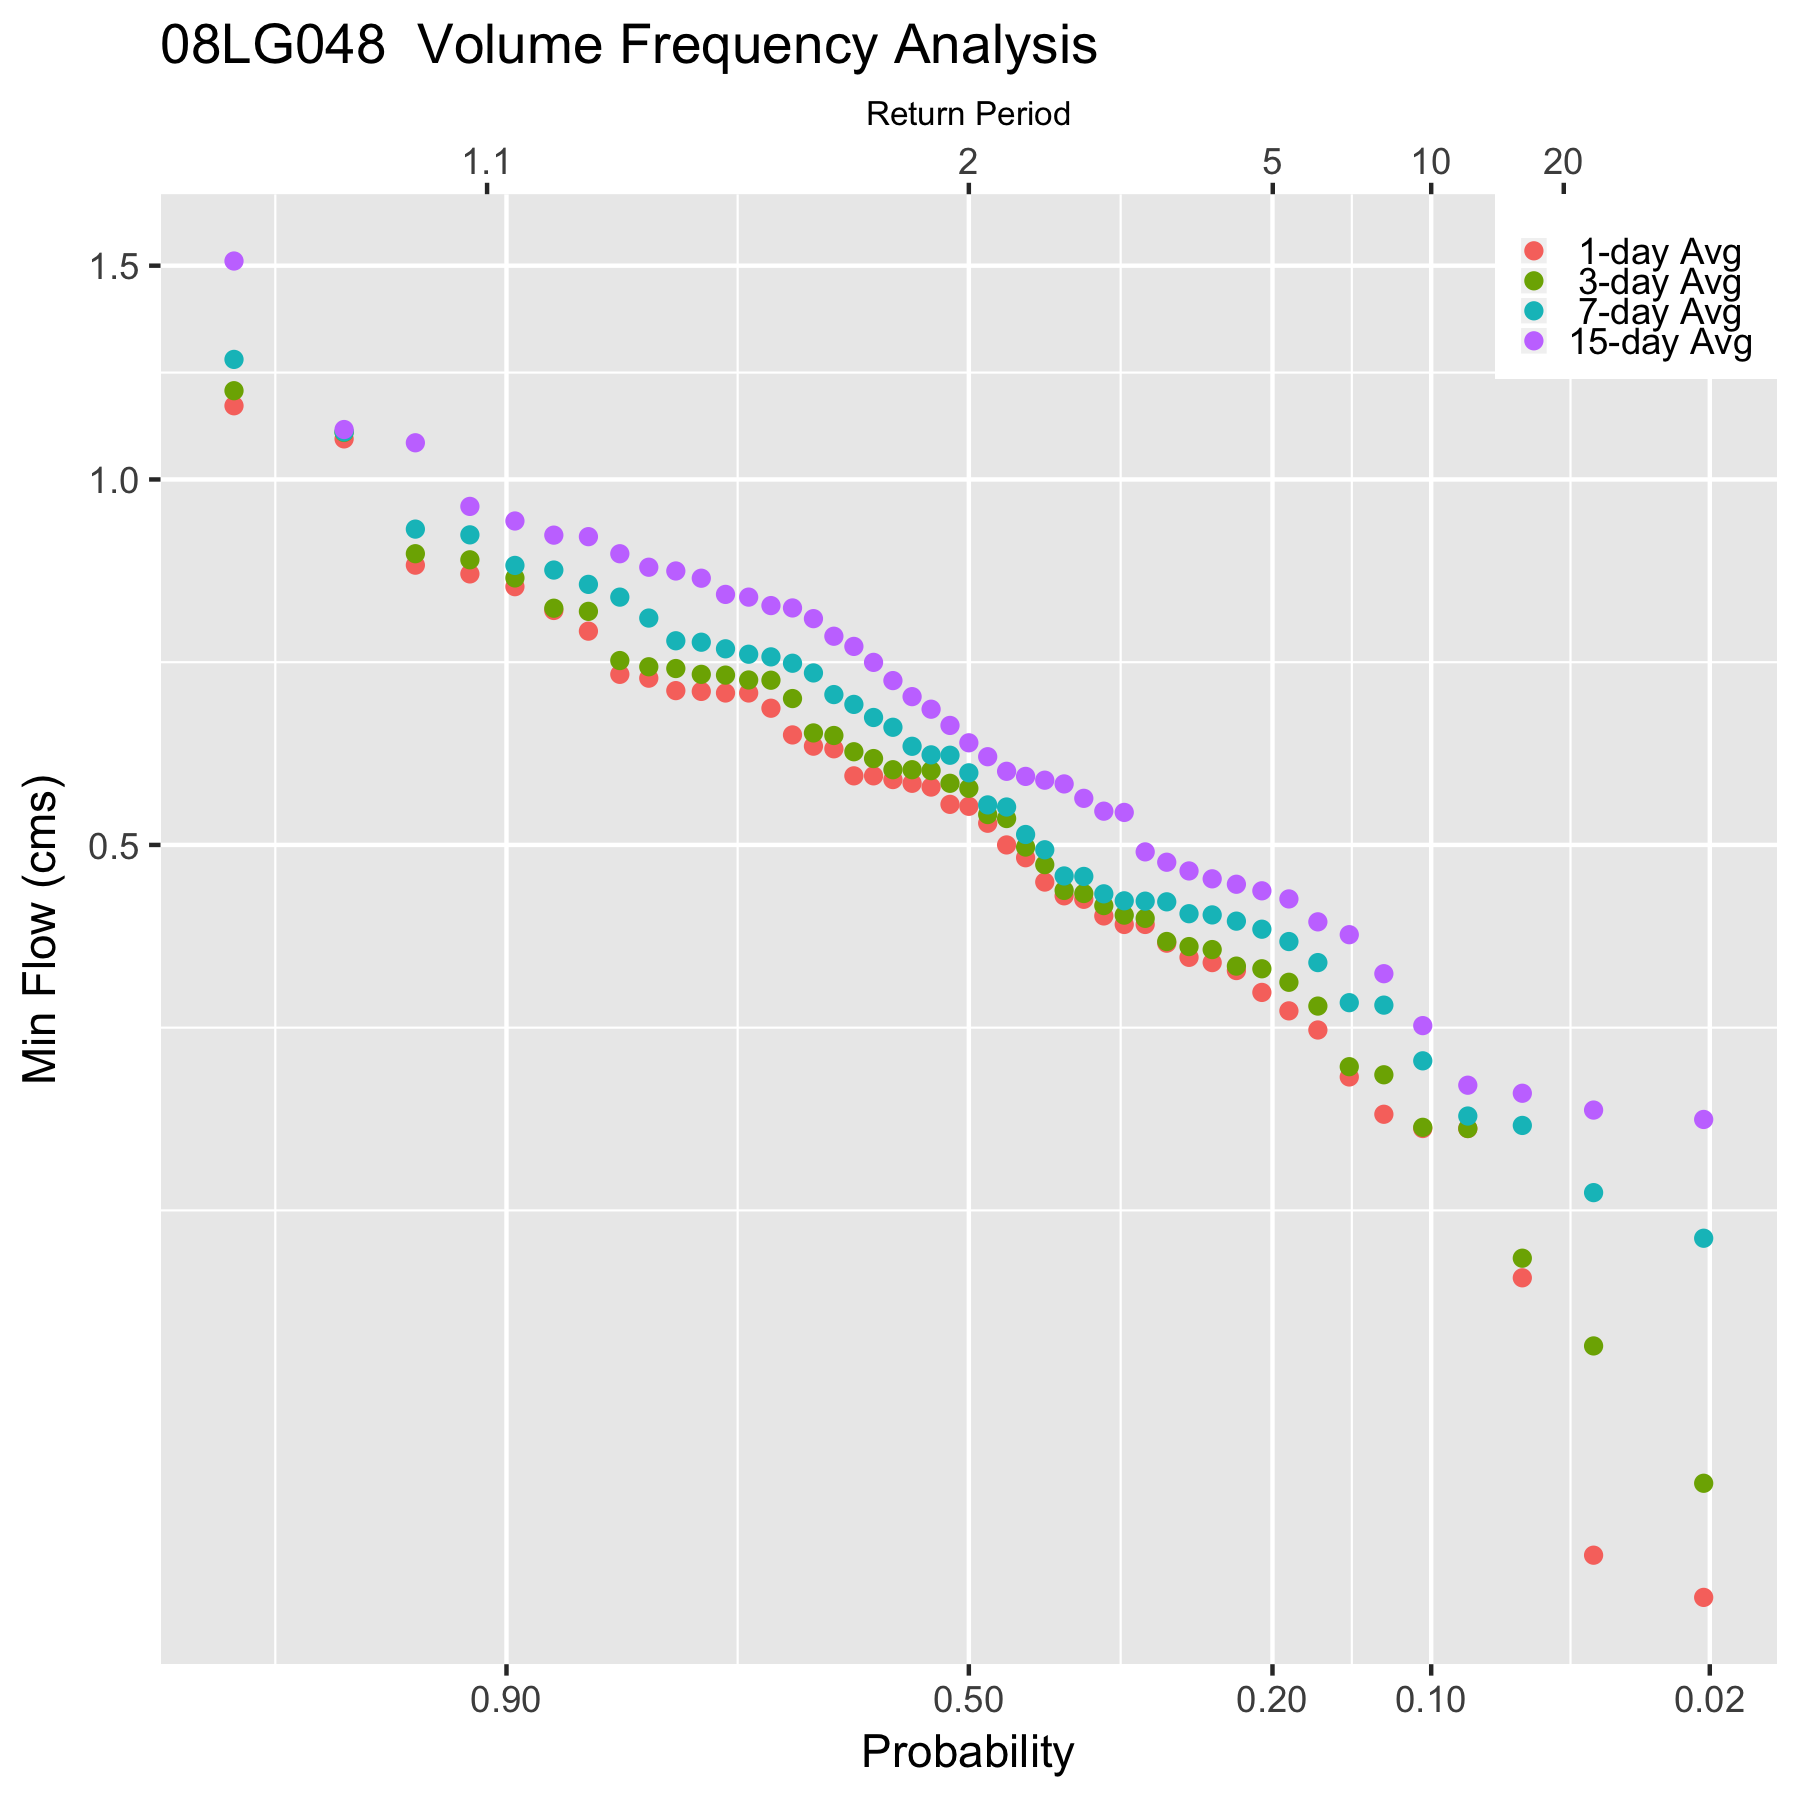 08LG048  Volume Frequency Analysis
Return Period
1.1 2 5 10 20
1-day Avg
3-day Avg
7-day Avg
15-day Avg
1.5
1.0
0.5
Min Flow (cms)
0.90 0.50 0.20 0.10 0.02
Probability